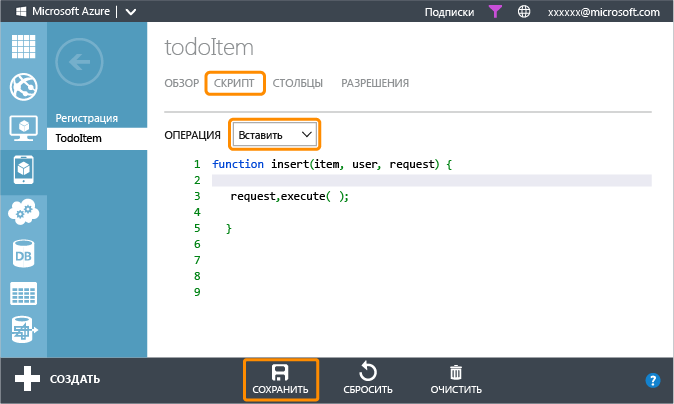 Microsoft Azure
Подписки
xxxxxx@microsoft.com
todoItem
ОБЗОР СКРИПТ СТОЛБЦЫ РАЗРЕШЕНИЯ
Регистрация
TodoItem
ОПЕРАЦИЯ Вставить
1 function insert(item, user, request) {
2
3 request,execute( );
4
5 }
6
7
8
9
DB
СОЗДАТЬ
СОХРАНИТЬ
СБРОСИТЬ
ОЧИСТИТЬ
?